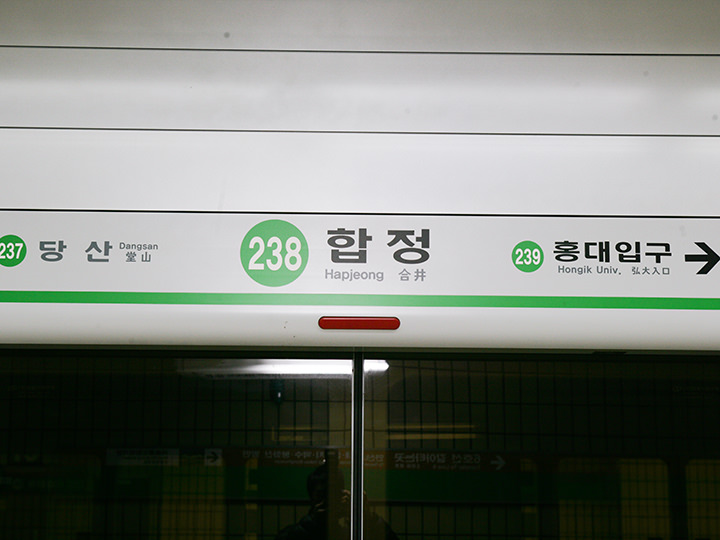 237 당산 Dangsan 堂山
238 합정 Hapjeong 合井
239 홍대입구 Hongik Univ. 弘大入口 →